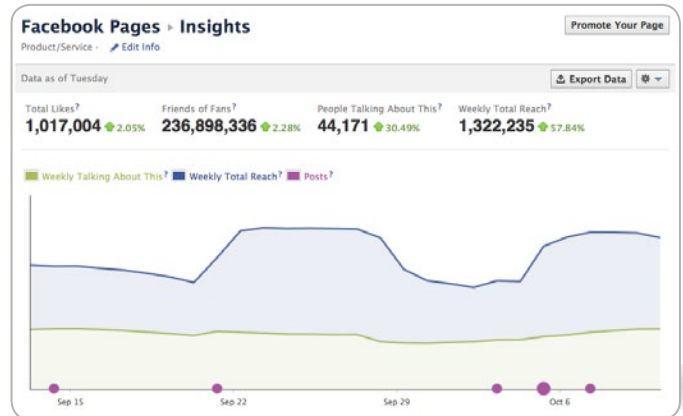 Facebook Pages ▸ Insights
Promote Your Page
Product/Service · Edit Info
Data as of Tuesday
Export Data
Total Likes? Friends of Fans? People Talking About This? Weekly Total Reach?
1,017,004 2.05% 236,898,336 2.28% 44,171 30.49% 1,322,235 57.84%
Weekly Talking About This? Weekly Total Reach? Posts?
Sep 15 Sep 22 Sep 29 Oct 6